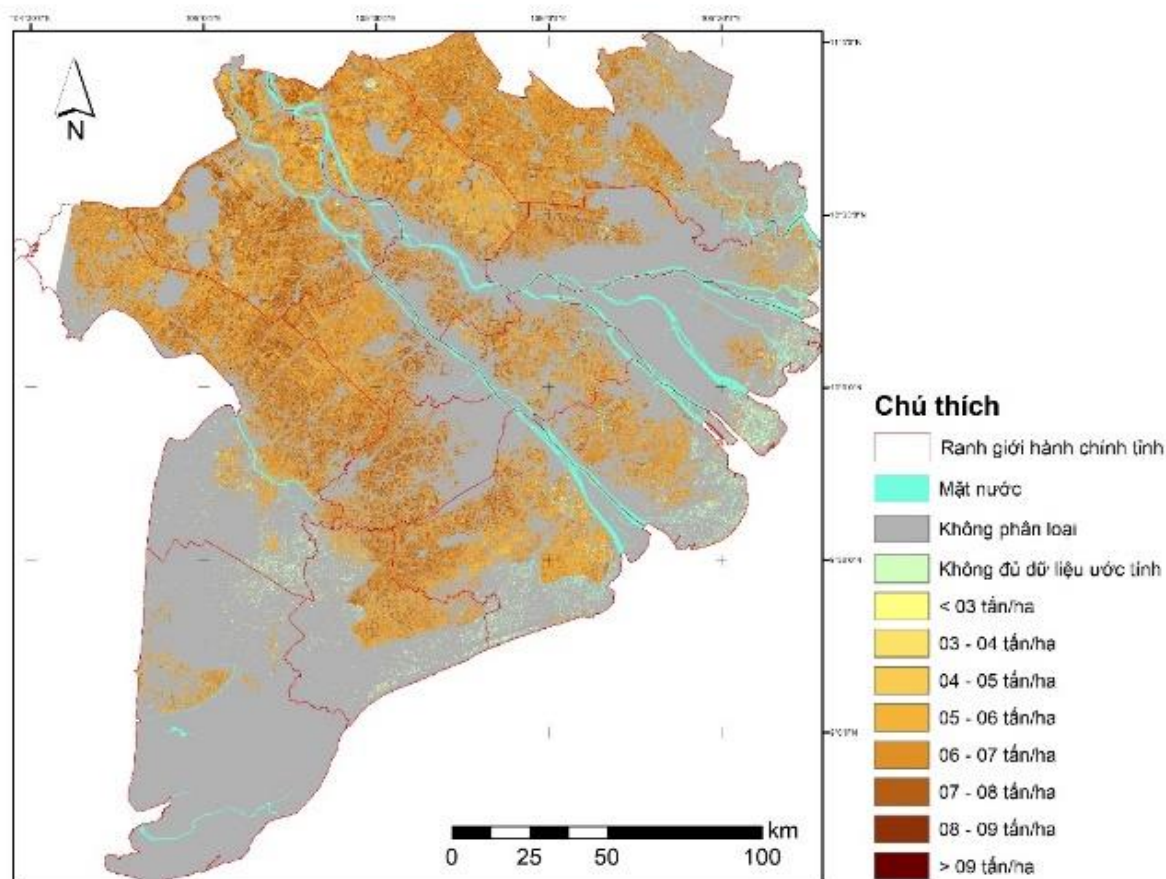 N
Chú thích
Ranh giới hành chính tỉnh
Mặt nước
Không phân loại
Không đủ dữ liệu ước tính
< 03 tấn/ha
03 - 04 tấn/ha
04 - 05 tấn/ha
05 - 06 tấn/ha
06 - 07 tấn/ha
07 - 08 tấn/ha
08 - 09 tấn/ha
> 09 tấn/ha
km
0 25 50 100